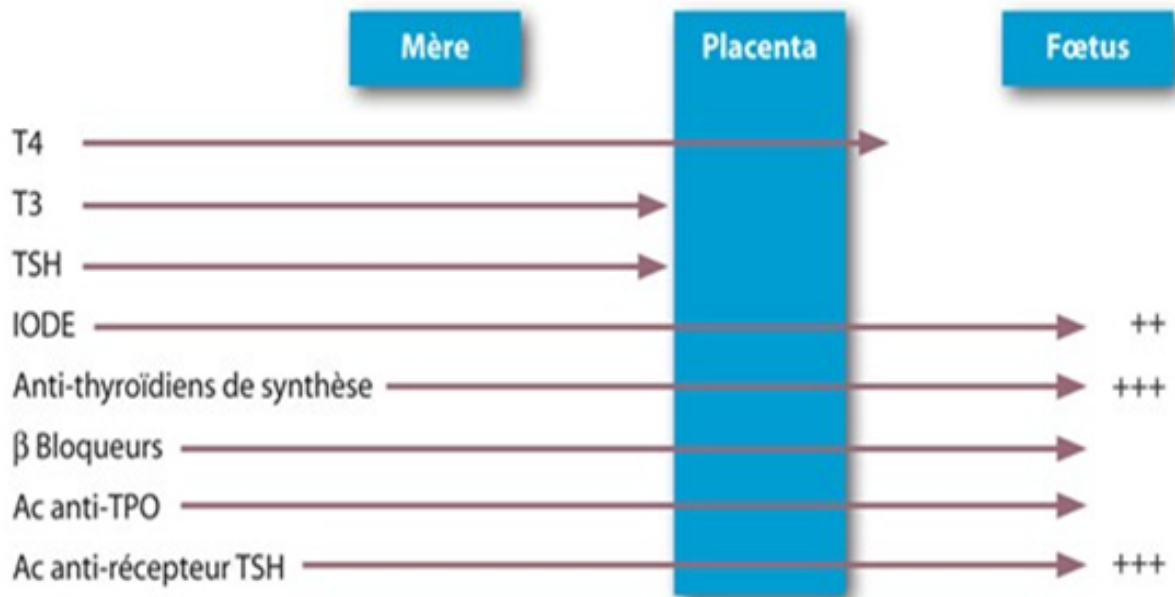 Mère Placenta Fœtus
T4
T3
TSH
IODE ++
Anti-thyroïdiens de synthèse +++
β Bloqueurs
Ac anti-TPO
Ac anti-récepteur TSH +++